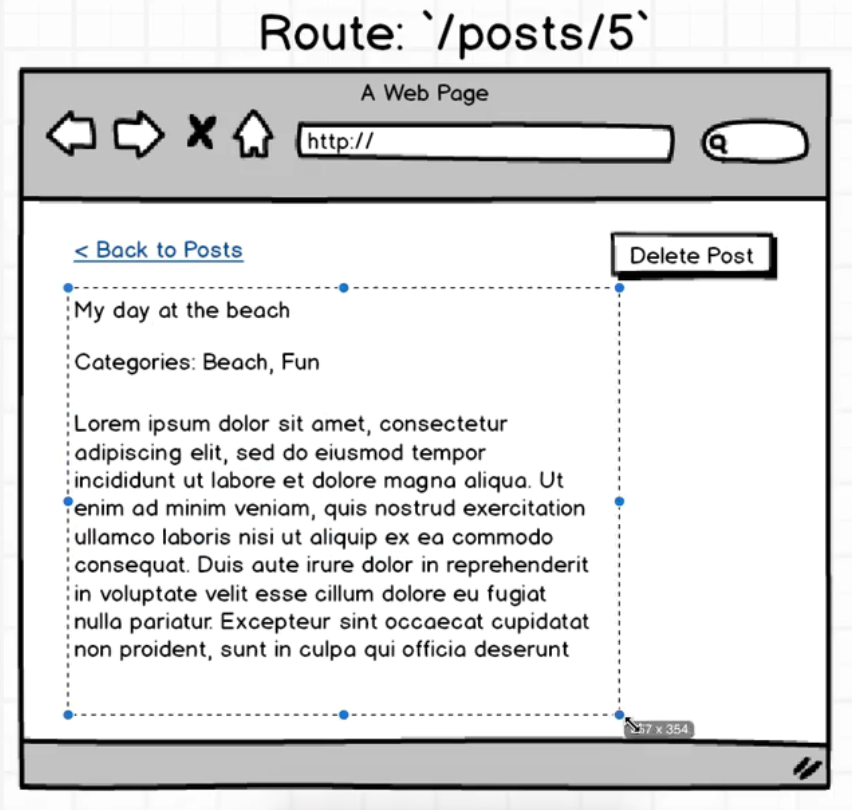 Route: `/posts/5`
A Web Page
http://
< Back to Posts
Delete Post
My day at the beach
Categories: Beach, Fun
Lorem ipsum dolor sit amet, consectetur
adipiscing elit, sed do eiusmod tempor
incididunt ut labore et dolore magna aliqua. Ut
enim ad minim veniam, quis nostrud exercitation
ullamco laboris nisi ut aliquip ex ea commodo
consequat. Duis aute irure dolor in reprehenderit
in voluptate velit esse cillum dolore eu fugiat
nulla pariatur. Excepteur sint occaecat cupidatat
non proident, sunt in culpa qui officia deserunt
x 354